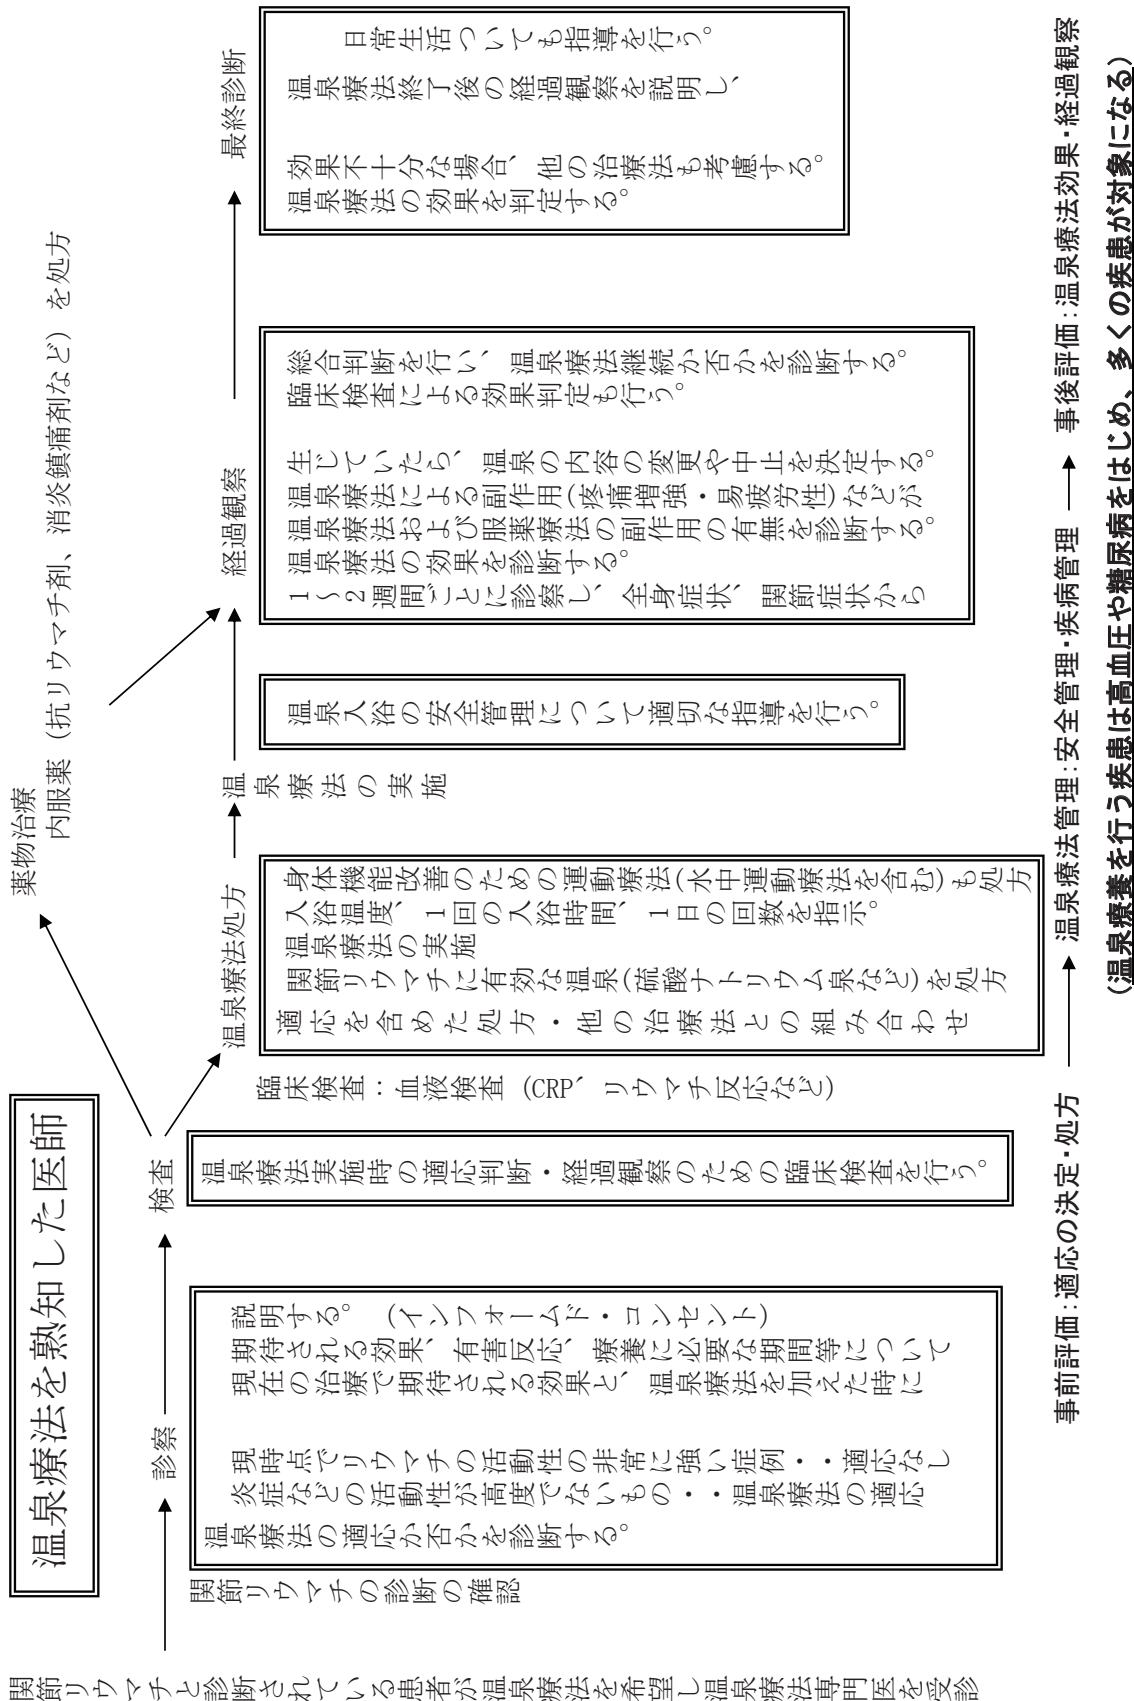 温泉療法を熟知した医師
関節リウマチと診断されている患者が温泉療法を希望し温泉療法専門医を受診
診察
関節リウマチの診断の確認
温泉療法の適応か否かを診断する。
炎症などの活動性が高度でないもの・・温泉療法の適応
現時点でリウマチの活動性の非常に強い症例・・適応なし
現在の治療で期待される効果と、温泉療法を加えた時に
期待される効果、有害反応、療養に必要な期間等について
説明する。（インフォームド・コンセント）
検査
温泉療法実施時の適応判断・経過観察のための臨床検査を行う。
臨床検査：血液検査（CRP、リウマチ反応など）
薬物治療
内服薬（抗リウマチ剤、消炎鎮痛剤など）を処方
温泉療法処方
適応を含めた処方・他の治療法との組み合わせ
関節リウマチに有効な温泉(硫酸ナトリウム泉など)を処方
温泉療法の実施
入浴温度、１回の入浴時間、１日の回数を指示。
身体機能改善のための運動療法(水中運動療法を含む)も処方
温泉療法の実施
温泉入浴の安全管理について適切な指導を行う。
経過観察
１～２週間ごとに診察し、全身症状、関節症状から
温泉療法の効果を診断する。
温泉療法および服薬療法の副作用の有無を診断する。
温泉療法による副作用(疼痛増強・易疲労性)などが
生じていたら、温泉の内容の変更や中止を決定する。
臨床検査による効果判定も行う。
総合判断を行い、温泉療法継続か否かを診断する。
最終診断
温泉療法の効果を判定する。
効果不十分な場合、他の治療法も考慮する。
温泉療法終了後の経過観察を説明し、
日常生活ついても指導を行う。
事前評価：適応の決定・処方
温泉療法管理：安全管理・疾病管理
事後評価：温泉療法効果・経過観察
（温泉療養を行う疾患は高血圧や糖尿病をはじめ、多くの疾患が対象になる）